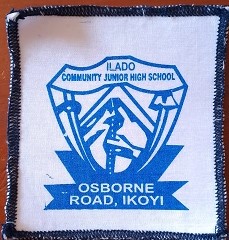 ILADO
COMMUNITY JUNIOR HIGH SCHOOL
OSBORNE
ROAD, IKOYI